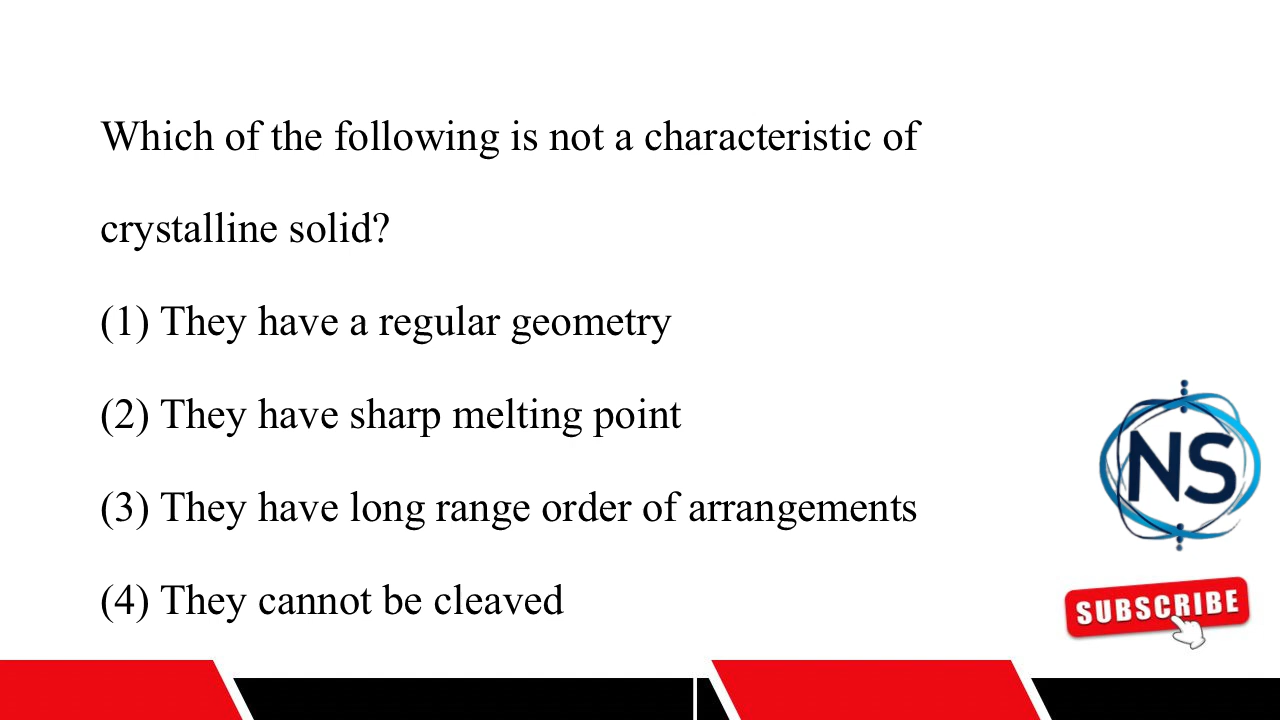 Which of the following is not a characteristic of
crystalline solid?
(1) They have a regular geometry
(2) They have sharp melting point
(3) They have long range order of arrangements
(4) They cannot be cleaved
NS
SUBSCRIBE